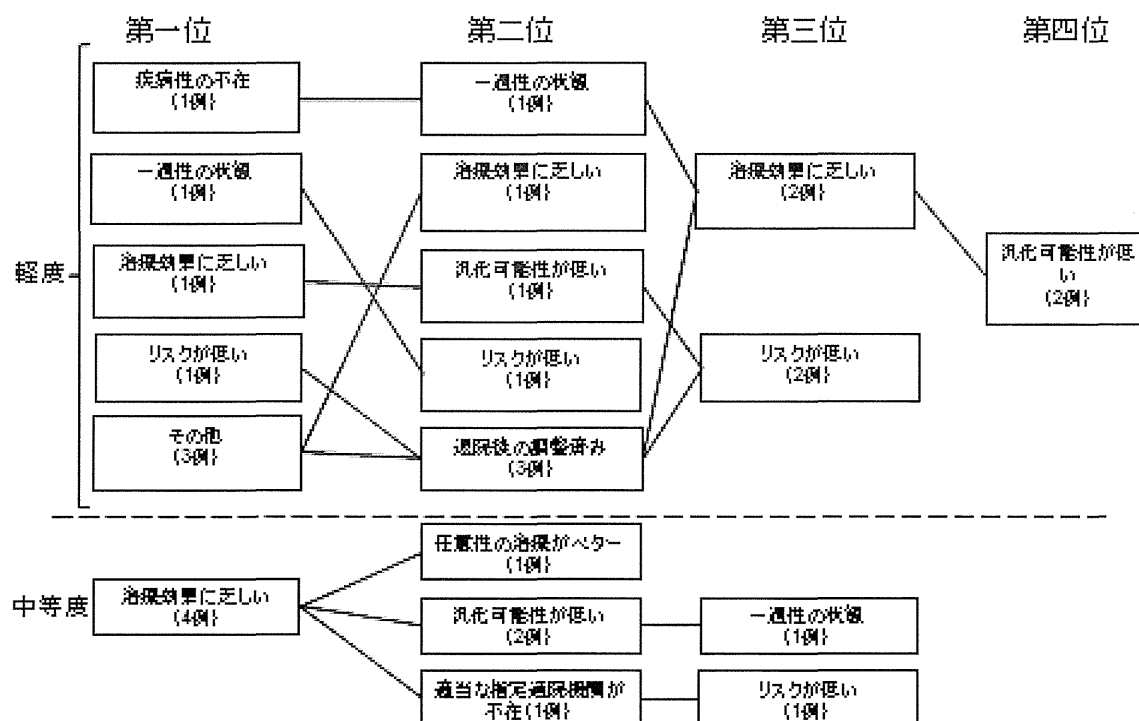 第一位
第二位
第三位
第四位
軽度
疾病性の不在
(1例)
一過性の状態
(1例)
治療効果に乏しい
(1例)
リスクが低い
(1例)
その他
(3例)
一過性の状態
(1例)
治療効果に乏しい
(1例)
汎化可能性が低い
(1例)
リスクが低い
(1例)
退院後の調整済み
(3例)
治療効果に乏しい
(2例)
リスクが低い
(2例)
汎化可能性が低
い
(2例)
中等度
治療効果に乏しい
(4例)
任意性の治療がベター
(1例)
汎化可能性が低い
(2例)
適当な指定通院機関が
不在(1例)
一過性の状態
(1例)
リスクが低い
(1例)